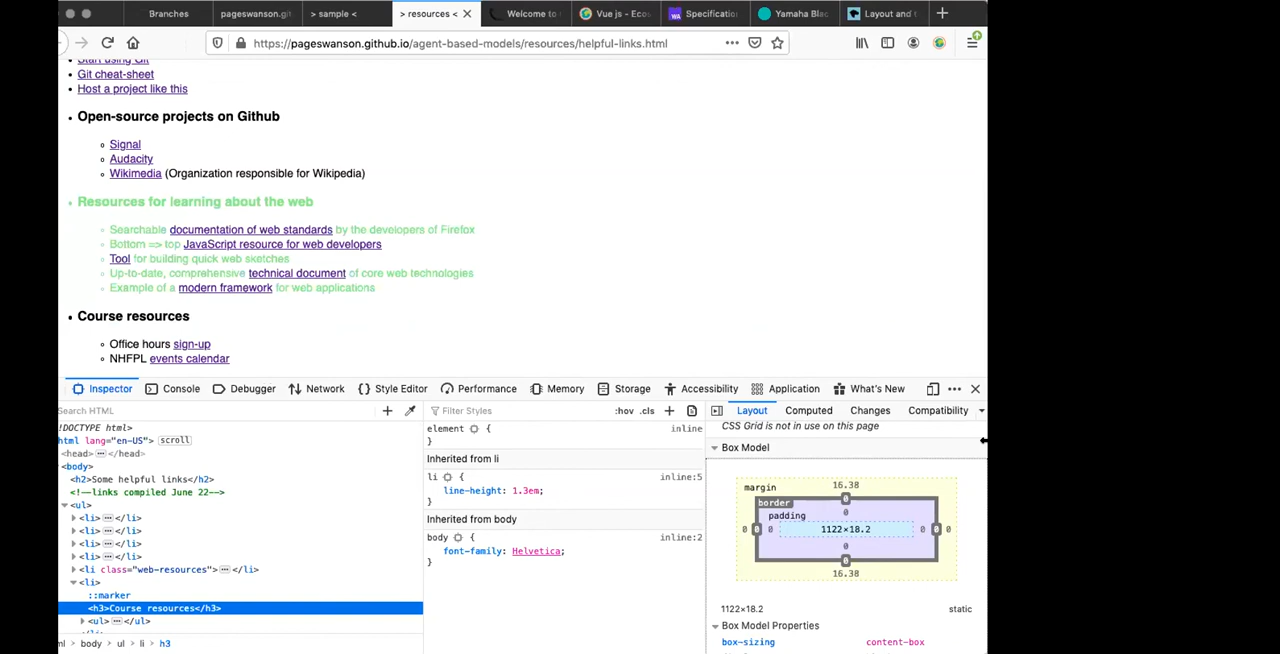 Branches pageswanson.git > sample < > resources < Welcome to Vue js - Eco Specification Yamaha Blac Layout and
https://pageswanson.github.io/agent-based-models/resources/helpful-links.html
Start using Git
Git cheat-sheet
Host a project like this
Open-source projects on Github
Signal
Audacity
Wikimedia (Organization responsible for Wikipedia)
Resources for learning about the web
Searchable documentation of web standards by the developers of Firefox
Bottom => top JavaScript resource for web developers
Tool for building quick web sketches
Up-to-date, comprehensive technical document of core web technologies
Example of a modern framework for web applications
Course resources
Office hours sign-up
NHFPL events calendar
Inspector Console Debugger Network Style Editor Performance Memory Storage Accessibility Application What's New
Search HTML
!DOCTYPE html>
html lang="en-US"> scroll
<head> </head>
<body>
<h2>Some helpful links</h2>
<!--links compiled June 22-->
<ul>
<li> </li>
<li> </li>
<li> </li>
<li> </li>
<li class="web-resources"> </li>
<li>
::marker
<h3>Course resources</h3>
<ul> </ul>
ml > body > ul > li > h3
Filter Styles :hov .cls
element { inline
}
Inherited from li
li { inline:5
line-height: 1.3em;
}
Inherited from body
body { inline:2
font-family: Helvetica;
}
Layout Computed Changes Compatibility
CSS Grid is not in use on this page
Box Model
margin 16.38
border 0
padding 0
0 0 0 1122×18.2 0 0 0
0
0
16.38
1122×18.2 static
Box Model Properties
box-sizing content-box